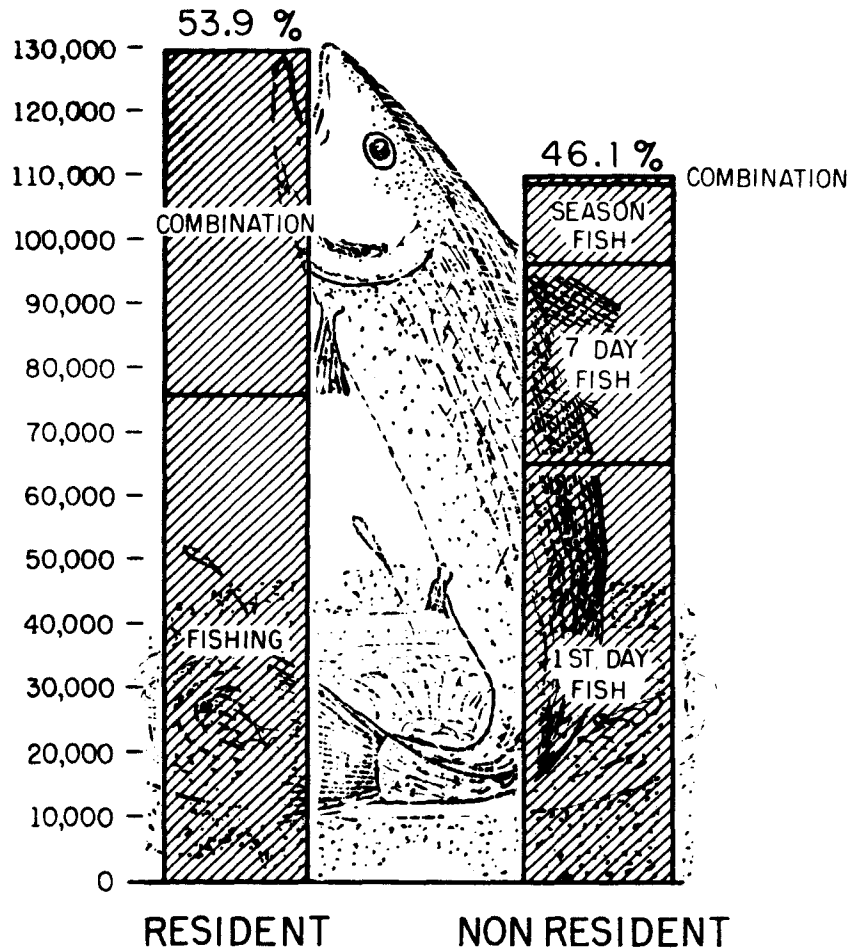 53.9 %
130,000
120,000
110,000
100,000
90,000
80,000
70,000
60,000
50,000
40,000
30,000
20,000
10,000
0
COMBINATION
FISHING
46.1 %
COMBINATION
SEASON
FISH
7 DAY
FISH
1 ST. DAY
FISH
RESIDENT
NON RESIDENT